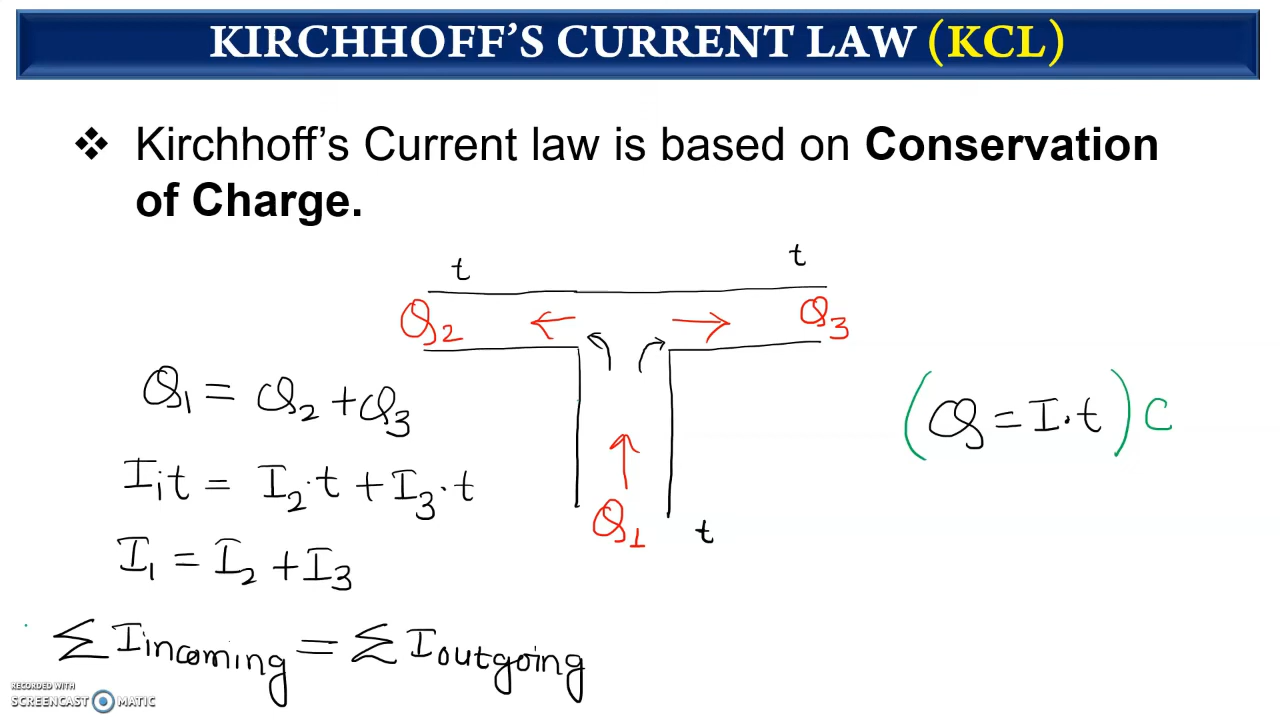 KIRCHHOFF'S CURRENT LAW (KCL)
❖ Kirchhoff's Current law is based on Conservation
of Charge.
t t
Q2 ← → Q3
Q1 = Q2 + Q3
(Q = I·t) C
I1t = I2·t + I3·t
Q1 t
I1 = I2 + I3
∑ Iincoming = ∑ Ioutgoing
RECORDED WITH
SCREENCAST MATIC